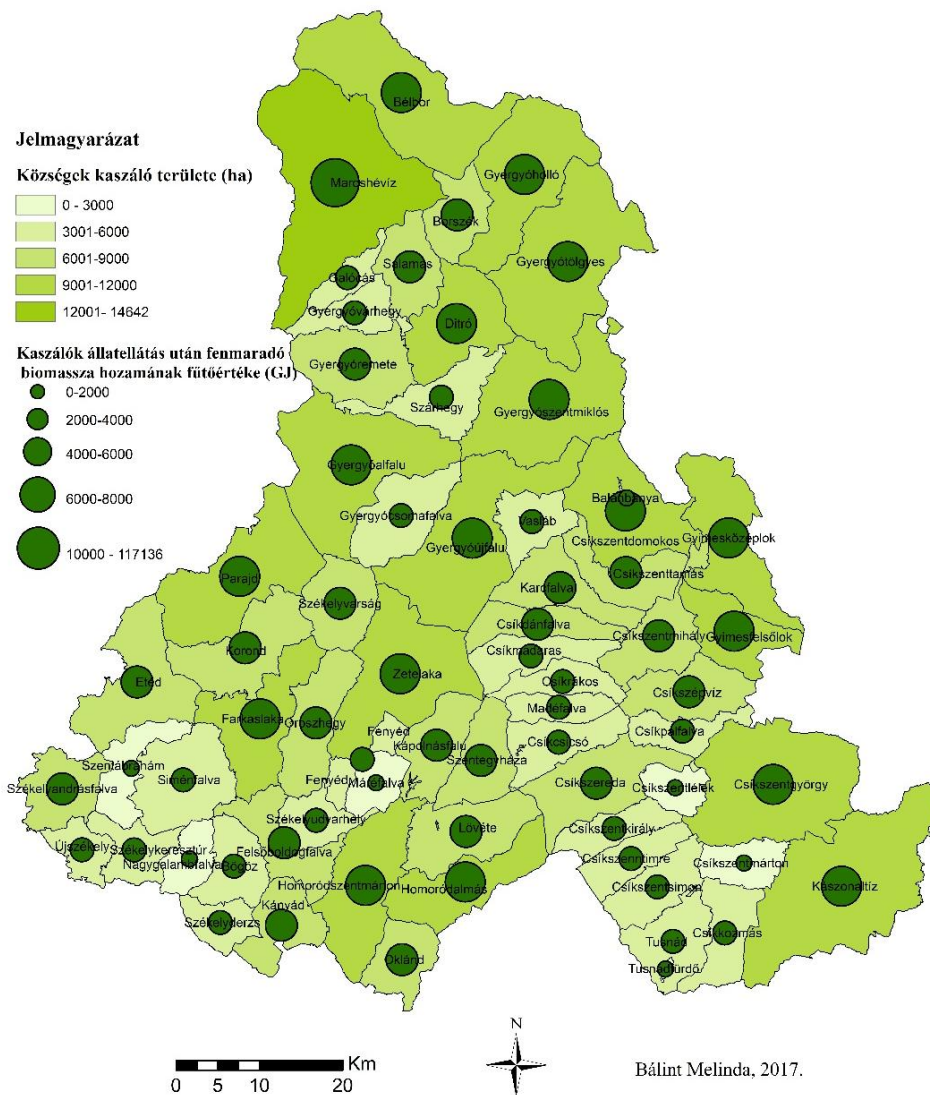 Jelmagyarázat
Községek kaszáló területe (ha)
0 - 3000
3001-6000
6001-9000
9001-12000
12001- 14642
Kaszálók állatellátás után fenmaradó
biomassza hozamának fűtőértéke (GJ)
0-2000
2000-4000
4000-6000
6000-8000
10000 - 117136
Bélbor
Maroshévíz
Gyergyóholló
Borszék
Gyergyótölgyes
Salamás
Galócás
Gyergyóvárhegy
Ditró
Gyergyóremete
Szárhegy
Gyergyószentmiklós
Gyergyóalfalu
Gyergyócsomafalva
Vasláb
Balánbánya
Gyergyóújfalu
Csíkszentdomokos
Gyimesközéplok
Parajd
Csíkszenttamás
Karcfalva
Székelyvarság
Csíkdánfalva
Csíkszentmihály
Gyimesfelsőlok
Korond
Csíkmadaras
Zetelaka
Etéd
Csíkrákos
Csíkszépvíz
Madéfalva
Farkaslaka
Oroszhegy
Fenyéd
Csíkpálfalva
Kápolnásfalu
Csíkcsicsó
Szentegyháza
Szentábrahám
Siménfalva
Fenyéd
Máréfalva
Csíkszereda
Csíkszentlélek
Csíkszentgyörgy
Székelyandrásfalva
Székelyudvarhely
Lövéte
Csíkszentkirály
Újszékely
Székelykeresztúr
Felsőboldogfalva
Nagygalambfalva
Bögöz
Csíkszenntimre
Csíkszentmárton
Homoródszentmárton
Homoródalmás
Csíkszentsimon
Kászonaltíz
Kányád
Székelyderzs
Csíkkozmás
Tusnád
Oklánd
Tusnádfürdő
N
Km
0 5 10 20
Bálint Melinda, 2017.